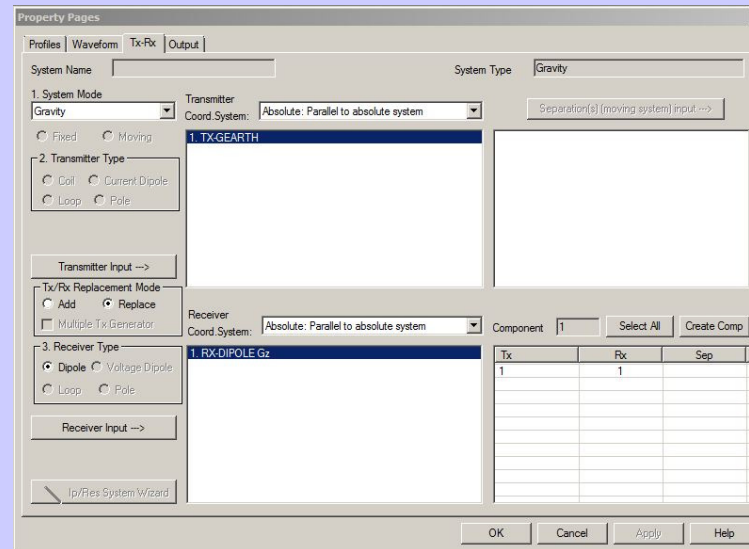 Property Pages
Profiles Waveform Tx-Rx Output
System Name System Type Gravity
1. System Mode
Gravity
Transmitter
Coord.System: Absolute: Parallel to absolute system
Separation(s) (moving system) input --->
Fixed Moving
1. TX-GEARTH
2. Transmitter Type
Coil Current Dipole
Loop Pole
Transmitter Input --->
Tx/Rx Replacement Mode
Add Replace
Multiple Tx Generator
Receiver
Coord.System: Absolute: Parallel to absolute system
Component 1 Select All Create Comp
3. Receiver Type
Dipole Voltage Dipole
Loop Pole
1. RX-DIPOLE Gz
Tx Rx Sep
1 1
Receiver Input --->
Ip/Res System Wizard
OK Cancel Apply Help